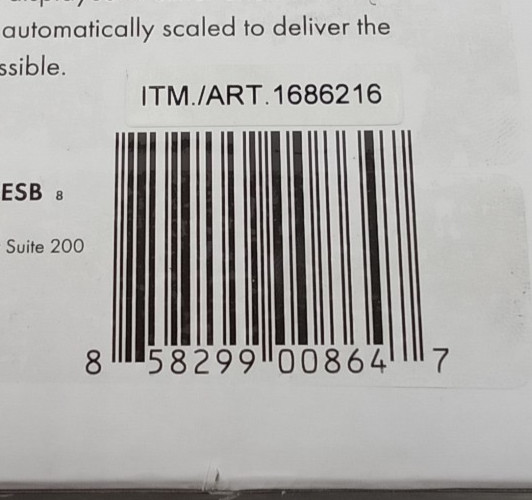 automatically scaled to deliver the
ssible.
ITM./ART.1686216
ESB 8
Suite 200
8 58299 00864 7